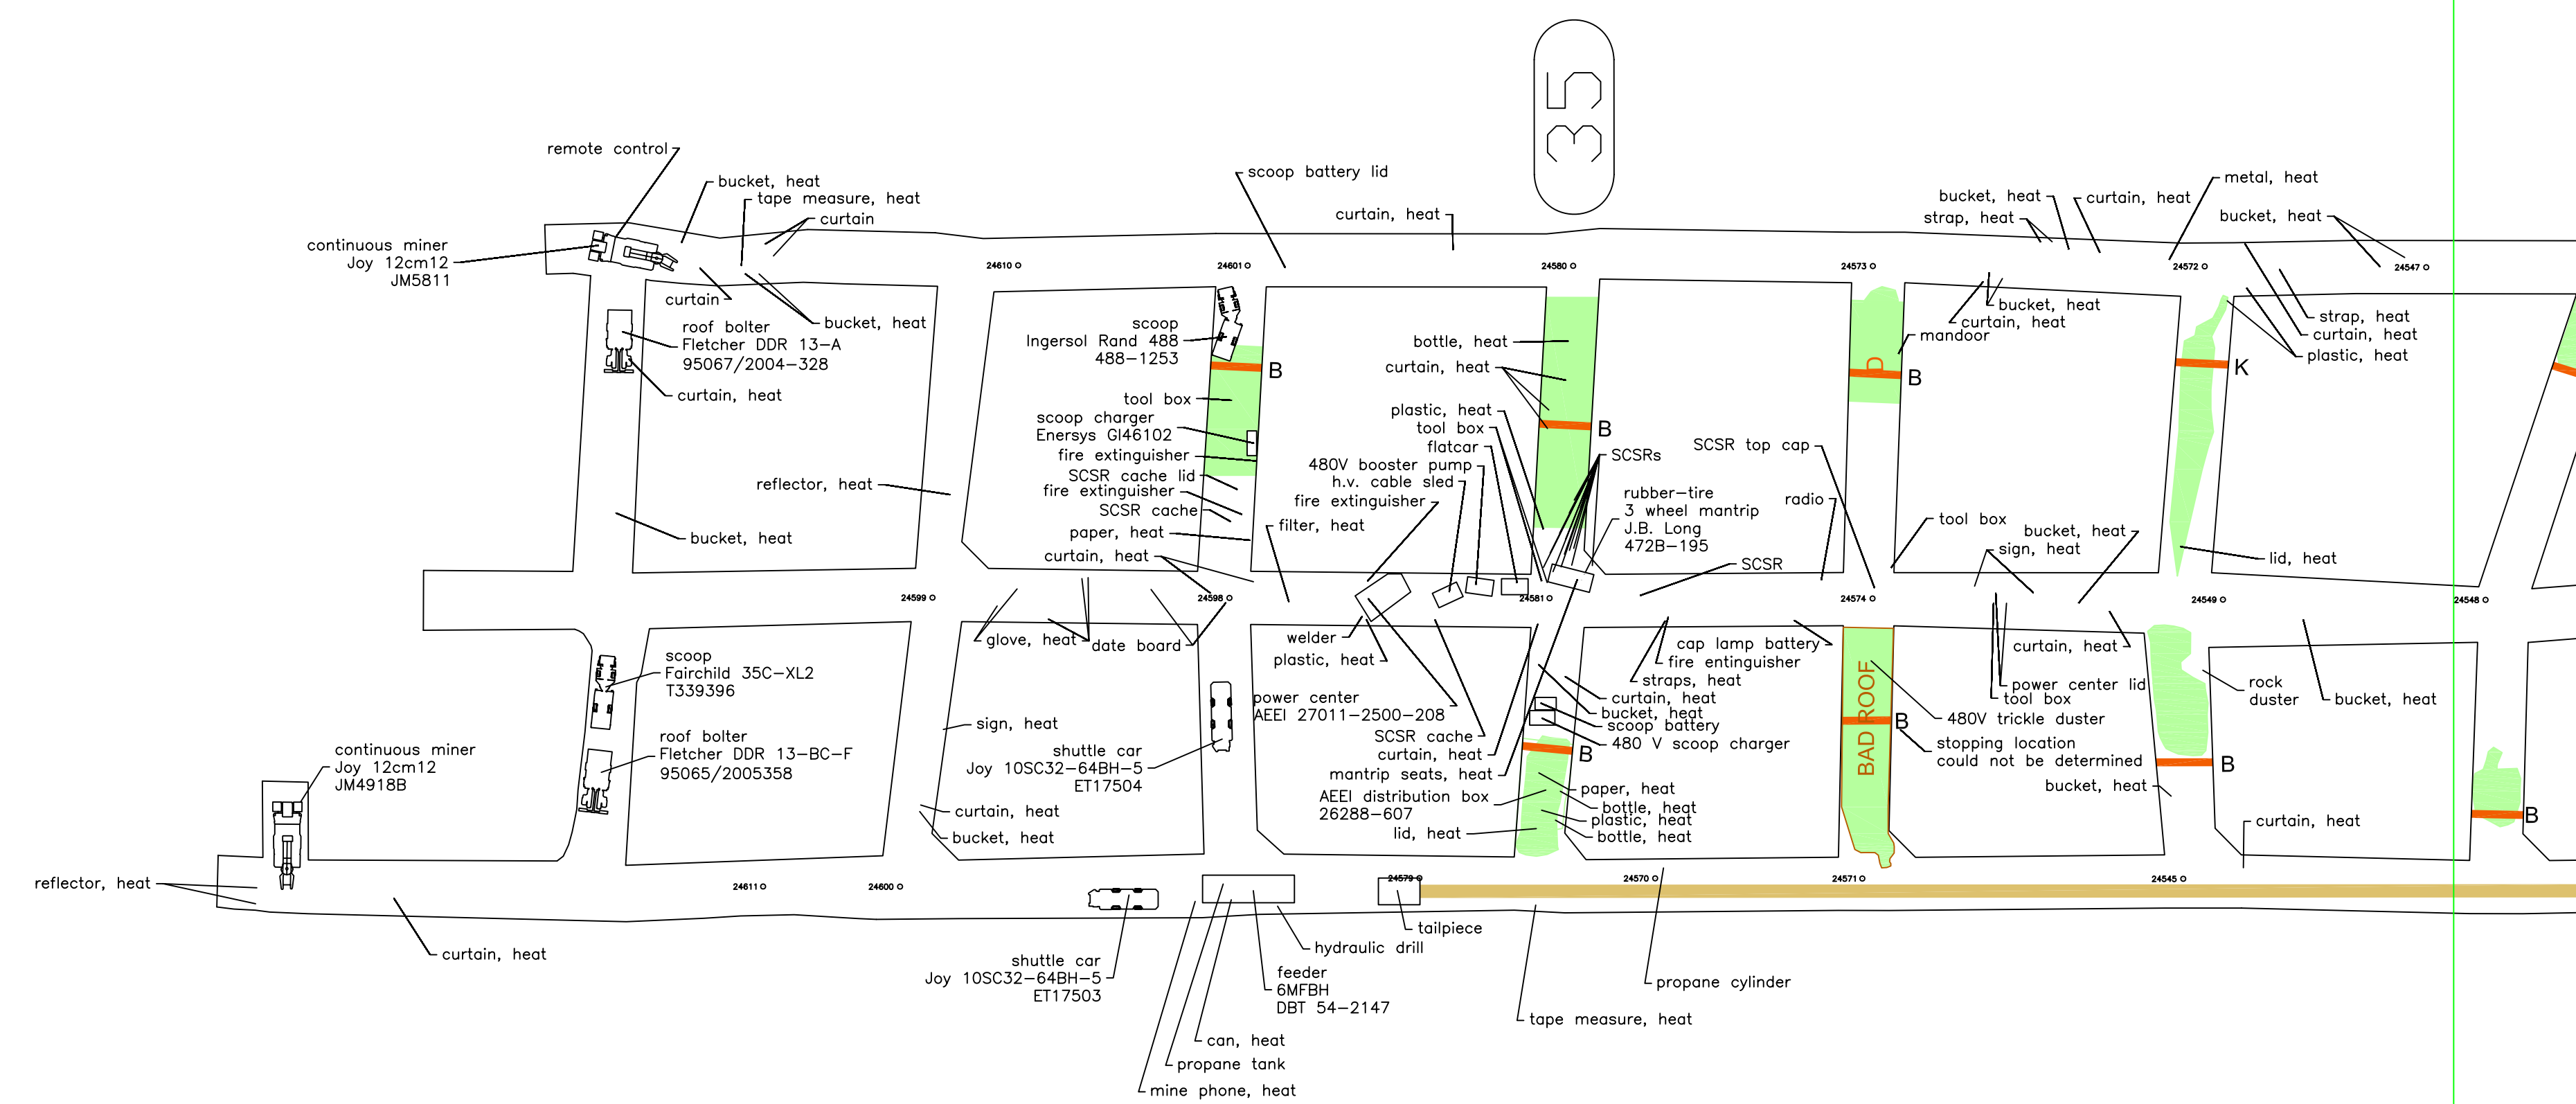 35
remote control
bucket, heat
tape measure, heat
curtain
continuous miner
Joy 12cm12
JM5811
curtain
bucket, heat
roof bolter
Fletcher DDR 13-A
95067/2004-328
curtain, heat
bucket, heat
scoop battery lid
curtain, heat
metal, heat
bucket, heat
curtain, heat
strap, heat
bucket, heat
24610
24601
24580
24573
24572
24547
scoop
Ingersol Rand 488
488-1253
B
tool box
scoop charger
Enersys GI46102
fire extinguisher
SCSR cache lid
fire extinguisher
SCSR cache
paper, heat
curtain, heat
reflector, heat
filter, heat
bottle, heat
curtain, heat
plastic, heat
tool box
flatcar
480V booster pump
h.v. cable sled
fire extinguisher
B
SCSRs
rubber-tire
3 wheel mantrip
J.B. Long
472B-195
SCSR top cap
radio
SCSR
mandoor
D
B
bucket, heat
curtain, heat
tool box
bucket, heat
sign, heat
K
strap, heat
curtain, heat
plastic, heat
lid, heat
24599
24598
24581
24574
24549
24548
glove, heat
date board
welder
plastic, heat
power center
AEEI 27011-2500-208
SCSR cache
curtain, heat
mantrip seats, heat
AEEI distribution box
26288-607
lid, heat
cap lamp battery
fire entinguisher
straps, heat
curtain, heat
bucket, heat
scoop battery
480 V scoop charger
B
paper, heat
bottle, heat
plastic, heat
bottle, heat
BAD ROOF
B
curtain, heat
power center lid
tool box
480V trickle duster
stopping location
could not be determined
bucket, heat
rock
duster
bucket, heat
B
curtain, heat
B
scoop
Fairchild 35C-XL2
T339396
roof bolter
Fletcher DDR 13-BC-F
95065/2005358
continuous miner
Joy 12cm12
JM4918B
sign, heat
shuttle car
Joy 10SC32-64BH-5
ET17504
curtain, heat
bucket, heat
reflector, heat
curtain, heat
24611
24600
24579
24570
24571
24545
shuttle car
Joy 10SC32-64BH-5
ET17503
tailpiece
hydraulic drill
feeder
6MFBH
DBT 54-2147
propane cylinder
tape measure, heat
can, heat
propane tank
mine phone, heat